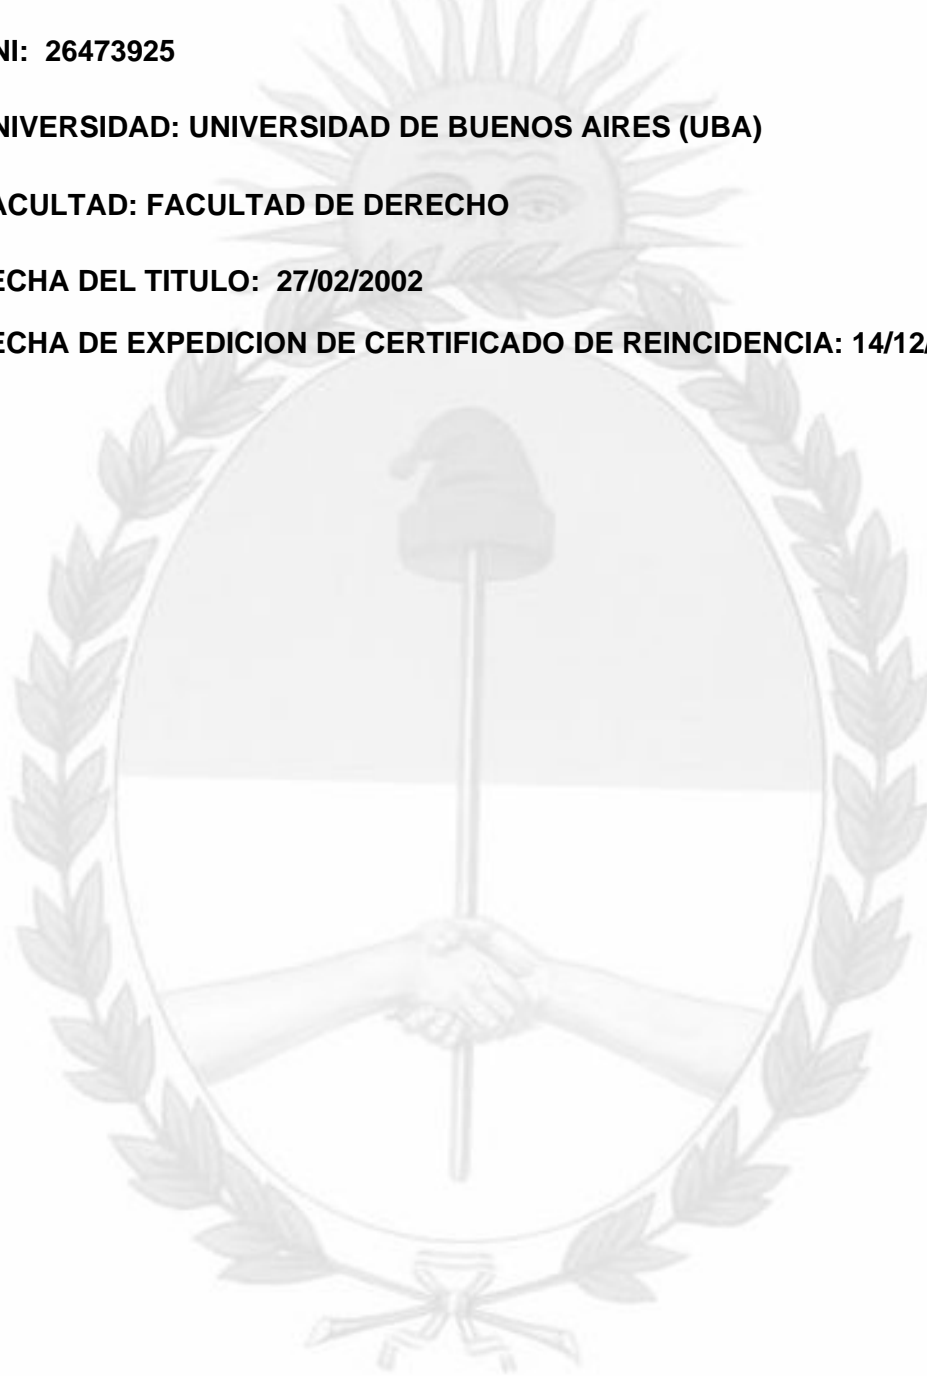 NI: 26473925
NIVERSIDAD: UNIVERSIDAD DE BUENOS AIRES (UBA)
ACULTAD: FACULTAD DE DERECHO
ECHA DEL TITULO: 27/02/2002
ECHA DE EXPEDICION DE CERTIFICADO DE REINCIDENCIA: 14/12/